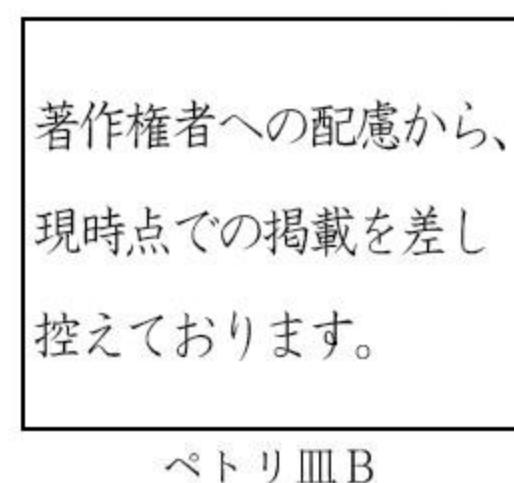 著作権者への配慮から、
現時点での掲載を差し
控えております。
ペトリ皿B